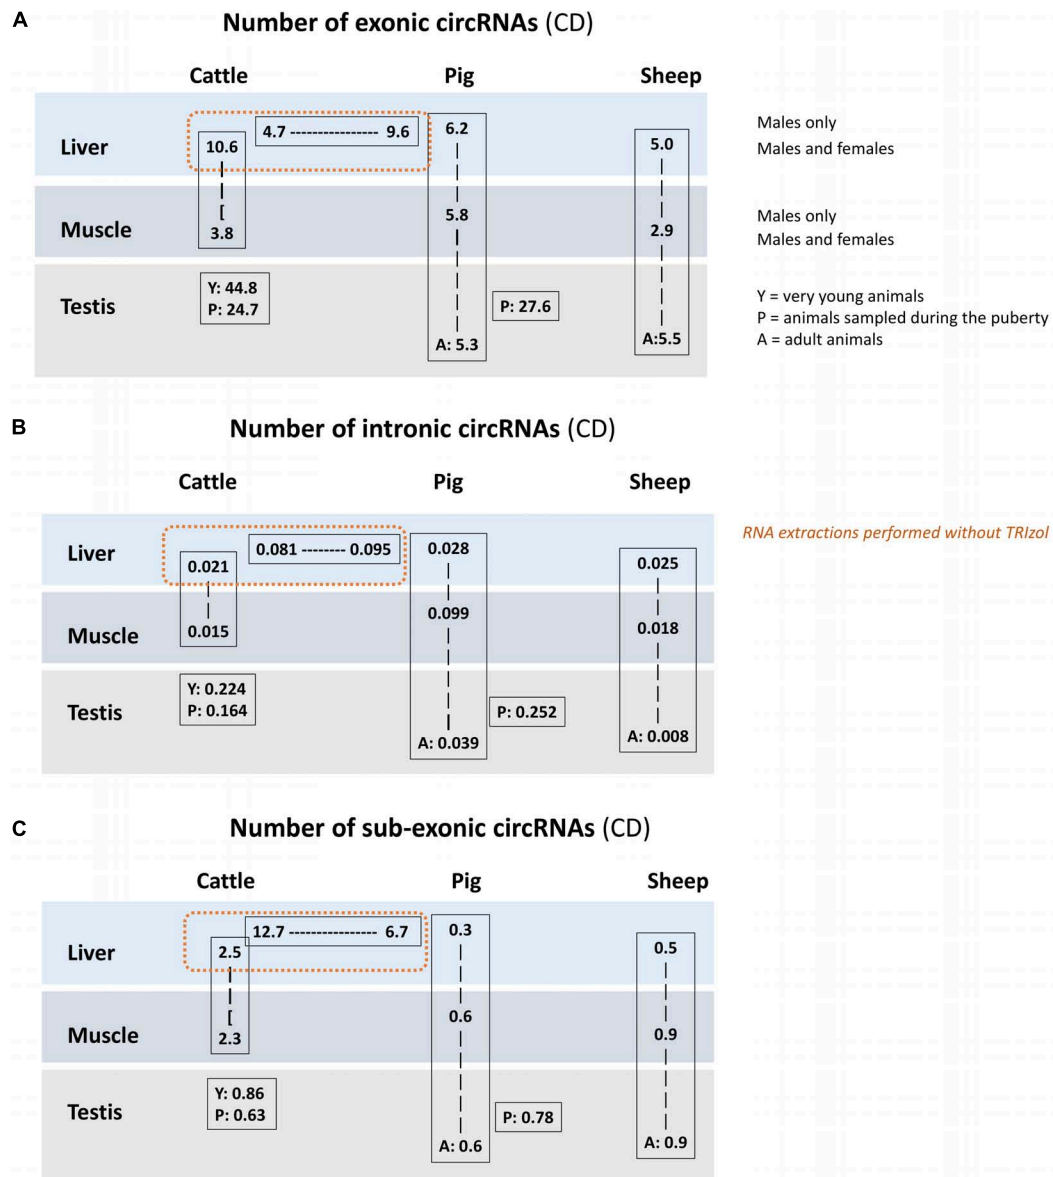 A
Number of exonic circRNAs (CD)
Cattle Pig Sheep
Liver
4.7 ---------------- 9.6
10.6
6.2
5.0
Males only
Males and females
Muscle
[
3.8
5.8
2.9
Males only
Males and females
Testis
Y: 44.8
P: 24.7
P: 27.6
A: 5.3
A:5.5
Y = very young animals
P = animals sampled during the puberty
A = adult animals
B
Number of intronic circRNAs (CD)
Cattle Pig Sheep
RNA extractions performed without TRIzol
Liver
0.081 -------- 0.095
0.021
0.028
0.025
Muscle
0.015
0.099
0.018
Testis
Y: 0.224
P: 0.164
P: 0.252
A: 0.039
A: 0.008
C
Number of sub-exonic circRNAs (CD)
Cattle Pig Sheep
Liver
12.7 ---------------- 6.7
2.5
0.3
0.5
Muscle
[
2.3
0.6
0.9
Testis
Y: 0.86
P: 0.63
P: 0.78
A: 0.6
A: 0.9